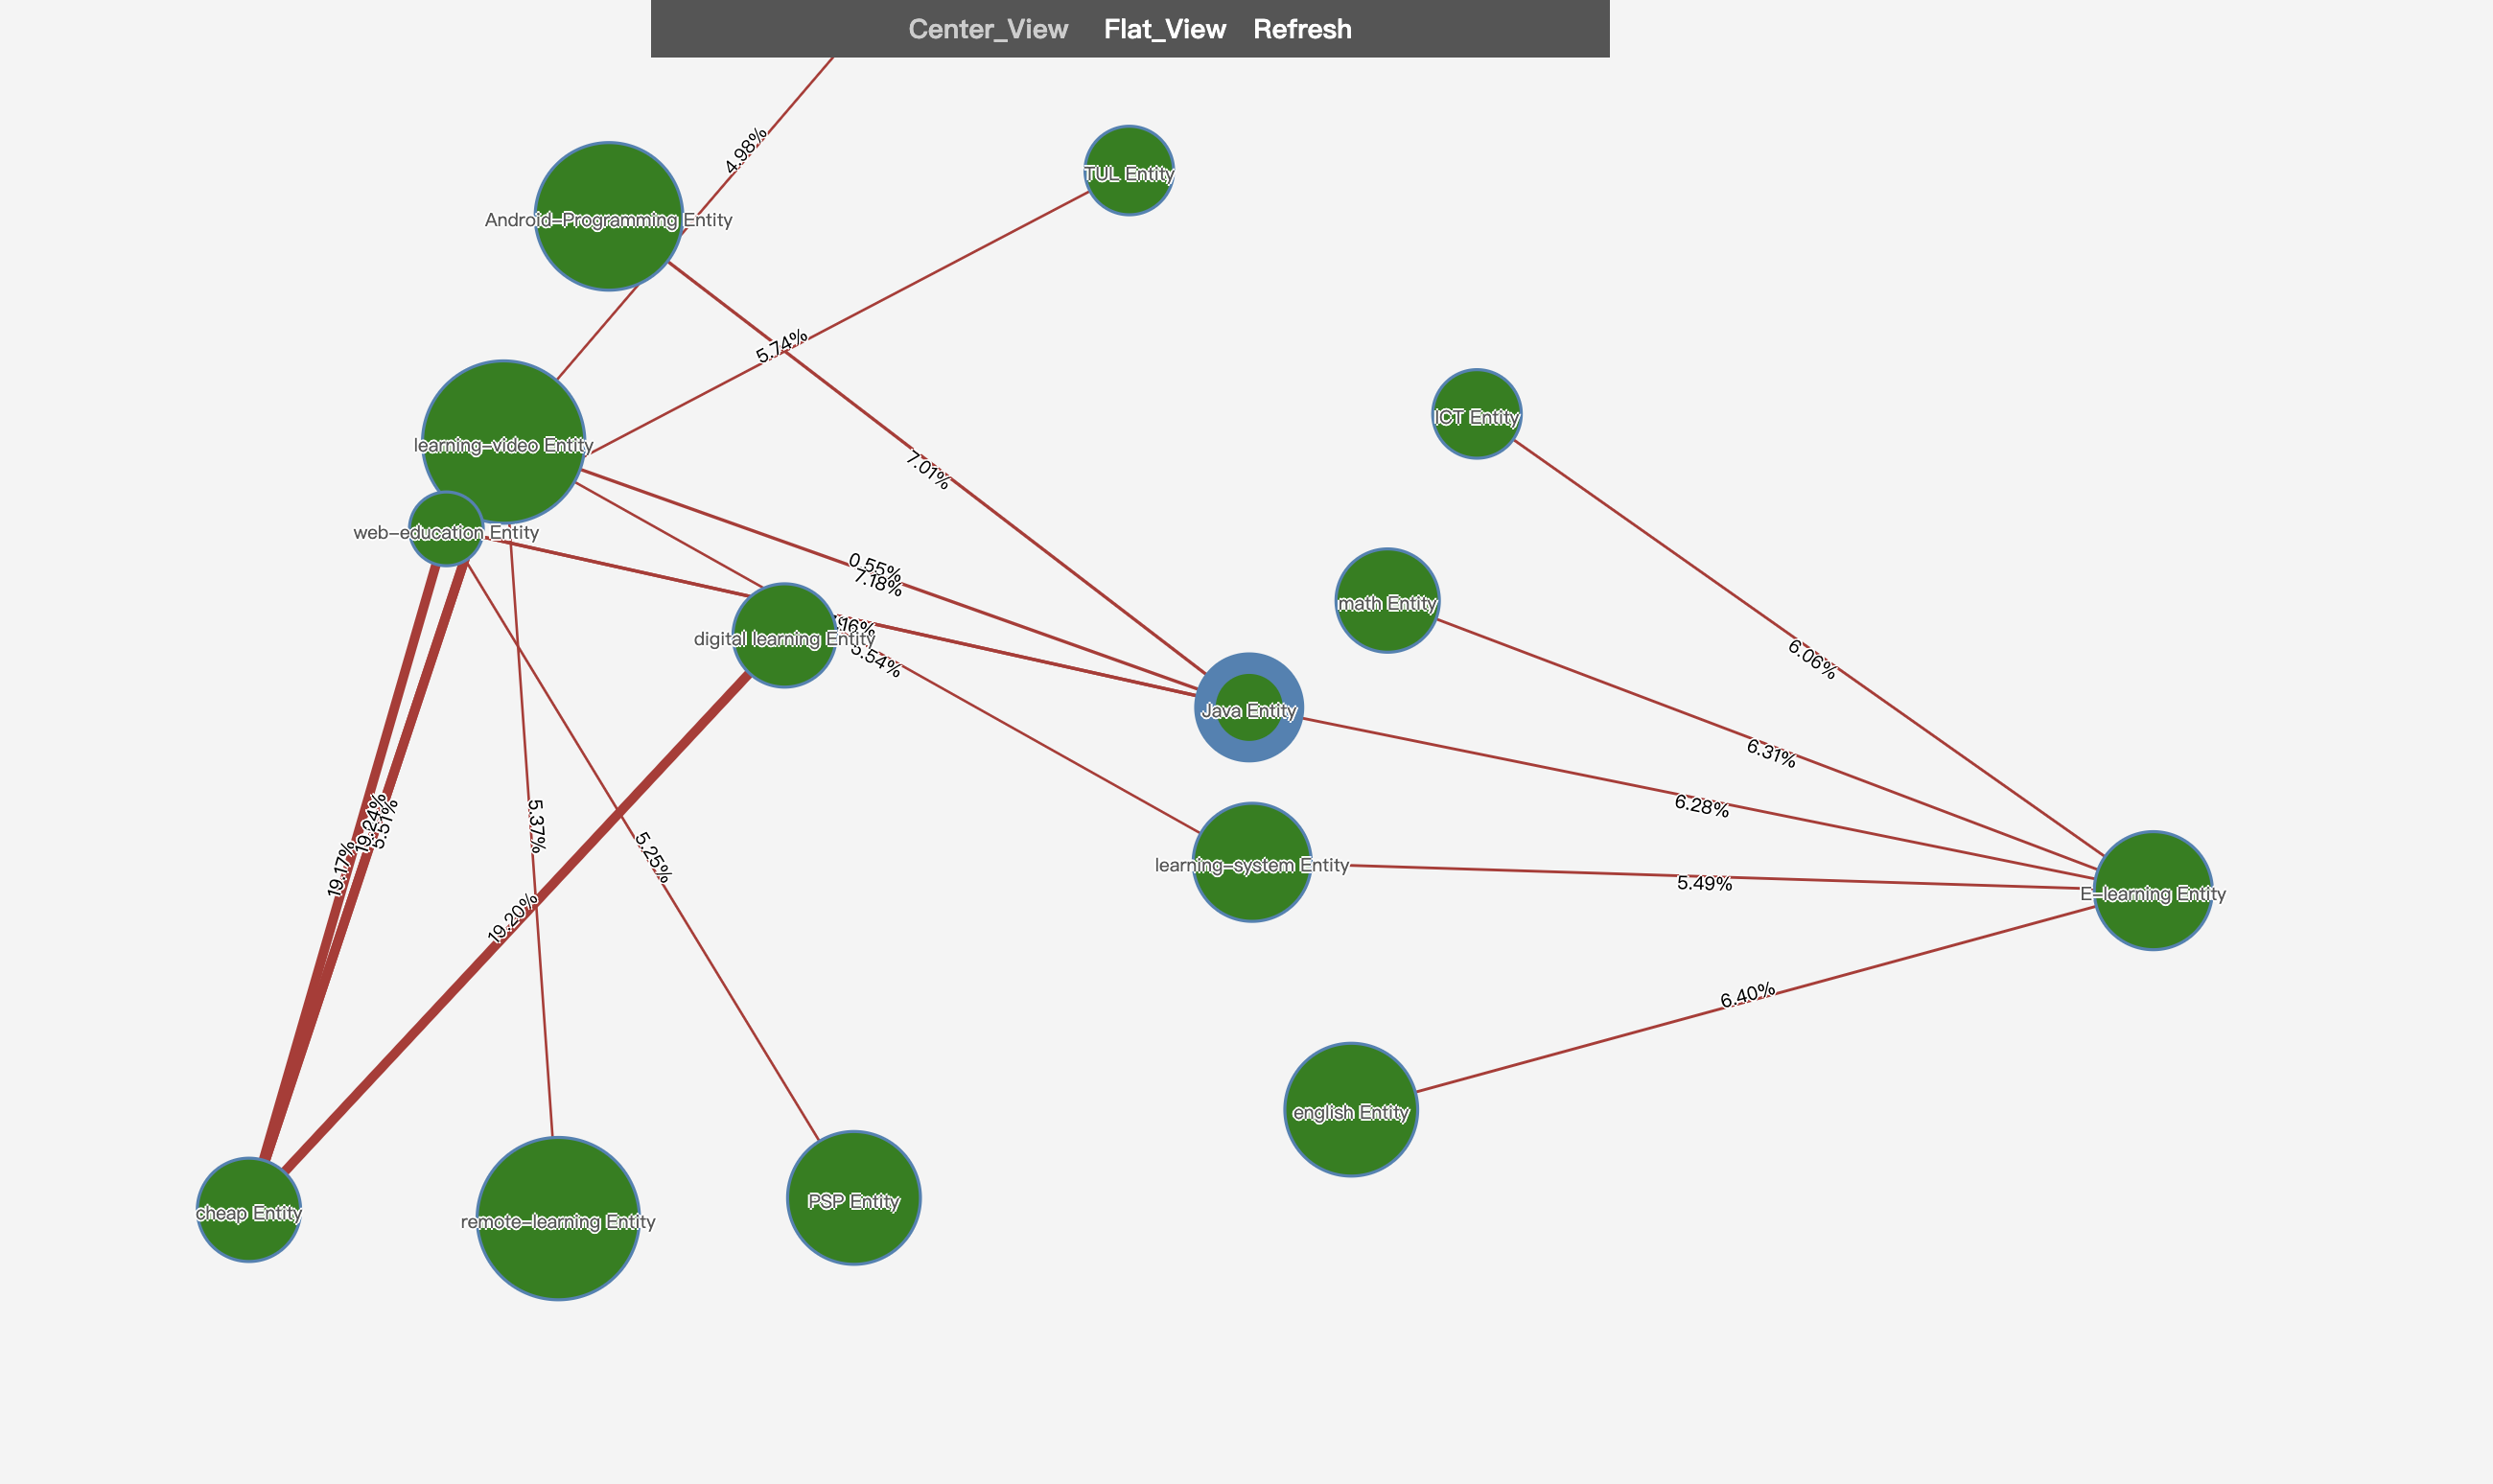 Center_View Flat_View Refresh
4.98%
TUL Entity
Android-Programming Entity
5.74%
ICT Entity
learning-video Entity
7.01%
web-education Entity
0.55%
7.18%
math Entity
16%
digital learning Entity
5.54%
6.06%
Java Entity
6.31%
6.28%
19.24%
5.51%
5.37%
5.25%
19.17%
learning-system Entity
5.49%
E-learning Entity
19.20%
6.40%
english Entity
cheap Entity
remote-learning Entity
PSP Entity